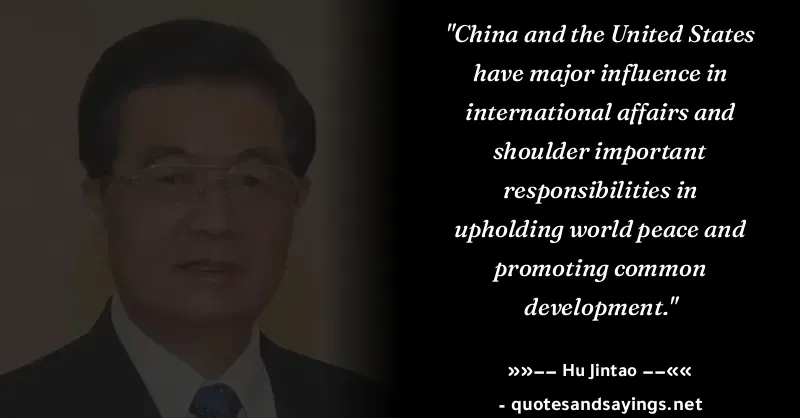 "China and the United States
have major influence in
international affairs and
shoulder important
responsibilities in
upholding world peace and
promoting common
development."
»»—— Hu Jintao ——««
- quotesandsayings.net